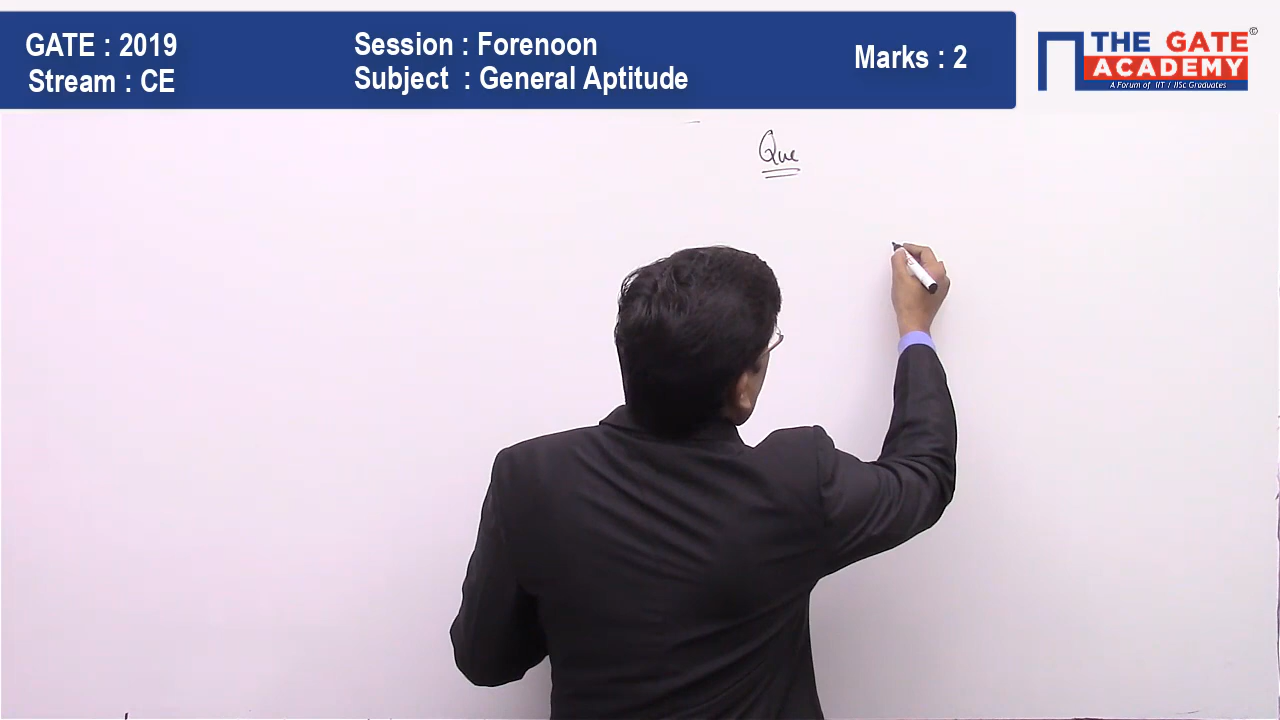 GATE : 2019
Stream : CE
Session : Forenoon
Subject : General Aptitude
Marks : 2
THE GATE
ACADEMY
©
A Forum of IIT / IISc Graduates
Que